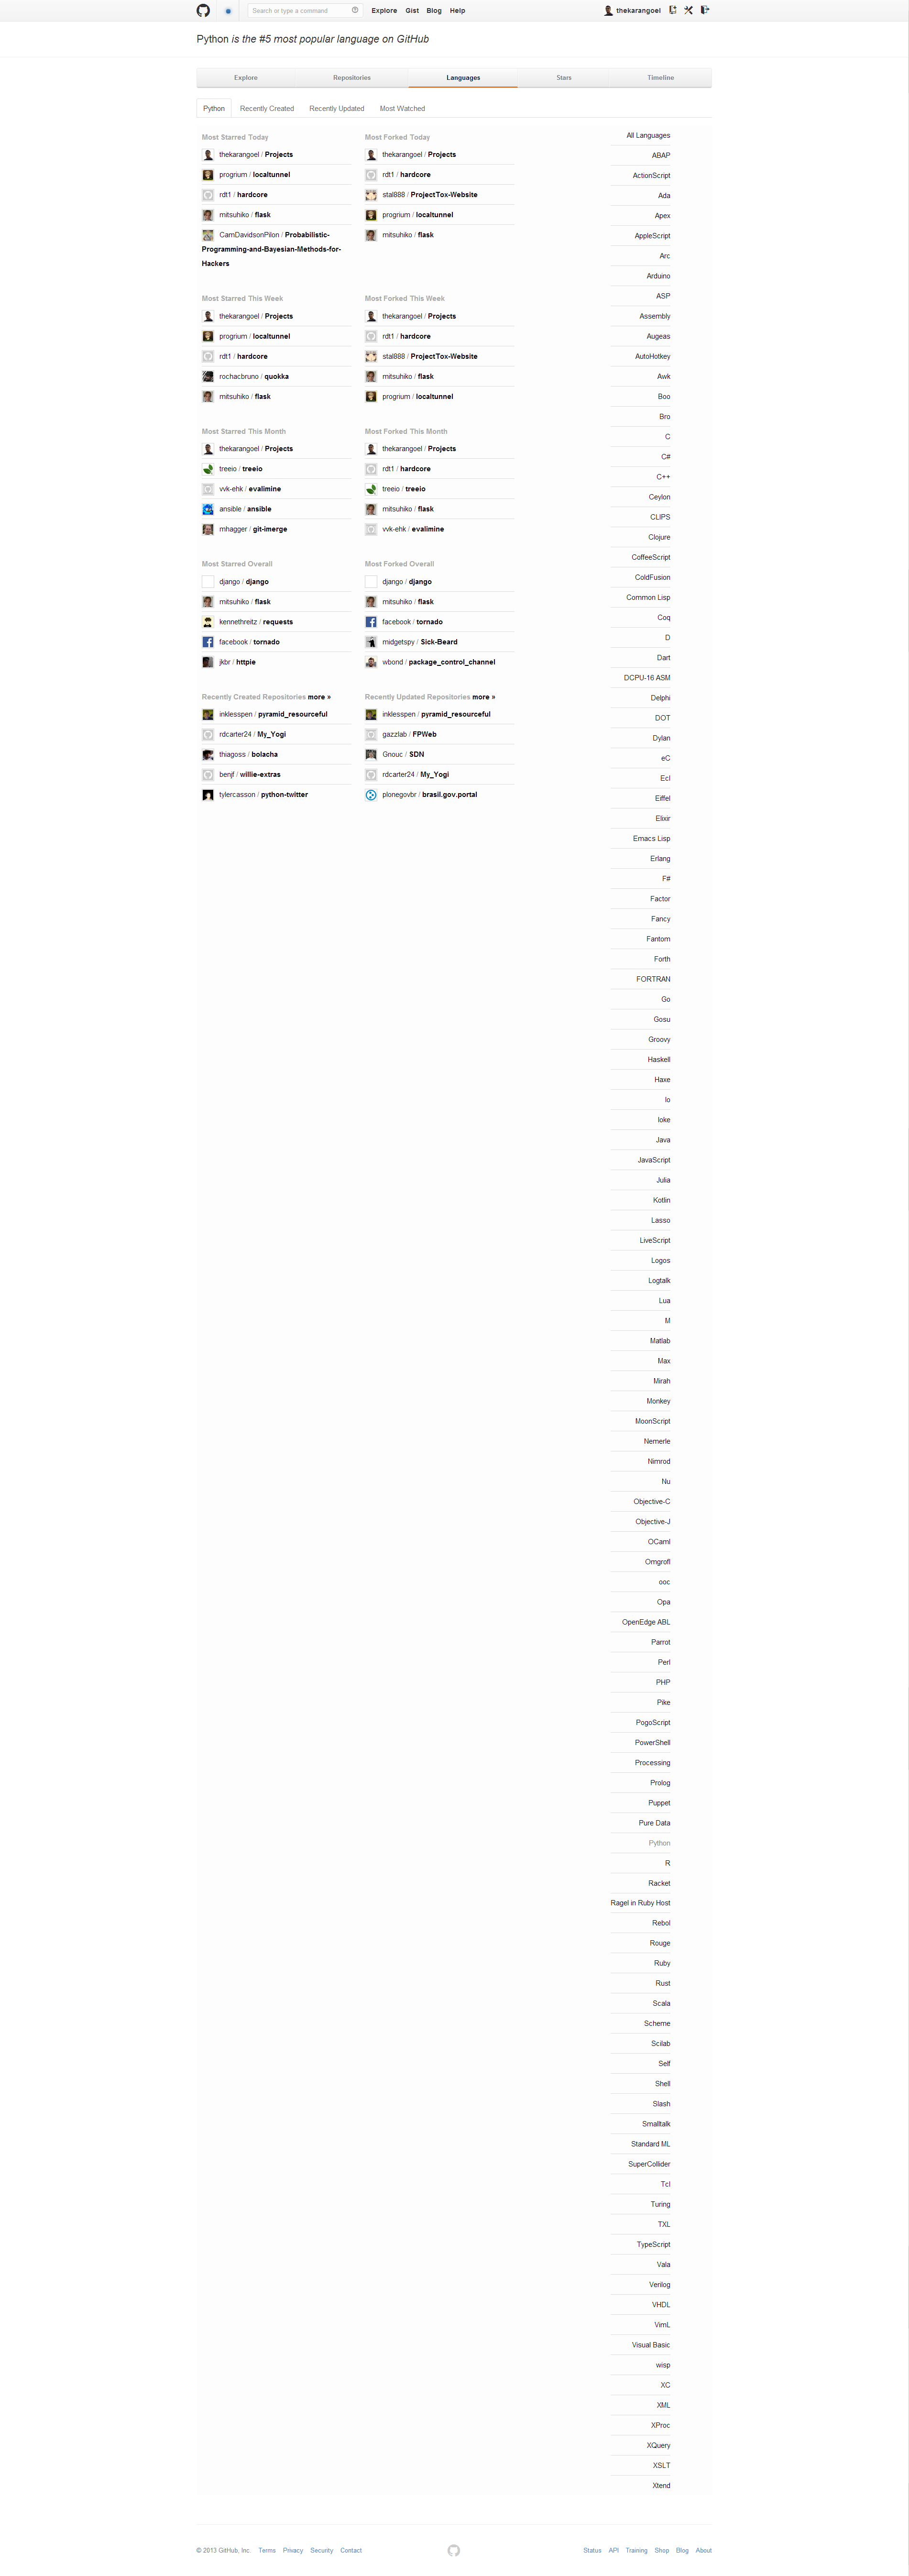 Search or type a command
Explore Gist Blog Help
thekarangoel
Python is the #5 most popular language on GitHub
Explore Repositories Languages Stars Timeline
Python Recently Created Recently Updated Most Watched
Most Starred Today
thekarangoel / Projects
progrium / localtunnel
rdt1 / hardcore
mitsuhiko / flask
CamDavidsonPilon / Probabilistic-
Programming-and-Bayesian-Methods-for-
Hackers
Most Forked Today
thekarangoel / Projects
rdt1 / hardcore
stal888 / ProjectTox-Website
progrium / localtunnel
mitsuhiko / flask
Most Starred This Week
thekarangoel / Projects
progrium / localtunnel
rdt1 / hardcore
rochacbruno / quokka
mitsuhiko / flask
Most Forked This Week
thekarangoel / Projects
rdt1 / hardcore
stal888 / ProjectTox-Website
mitsuhiko / flask
progrium / localtunnel
Most Starred This Month
thekarangoel / Projects
treeio / treeio
vvk-ehk / evalimine
ansible / ansible
mhagger / git-imerge
Most Forked This Month
thekarangoel / Projects
rdt1 / hardcore
treeio / treeio
mitsuhiko / flask
vvk-ehk / evalimine
Most Starred Overall
django / django
mitsuhiko / flask
kennethreitz / requests
facebook / tornado
jkbr / httpie
Most Forked Overall
django / django
mitsuhiko / flask
facebook / tornado
midgetspy / Sick-Beard
wbond / package_control_channel
Recently Created Repositories more »
inklesspen / pyramid_resourceful
rdcarter24 / My_Yogi
thiagoss / bolacha
benjf / willie-extras
tylercasson / python-twitter
Recently Updated Repositories more »
inklesspen / pyramid_resourceful
gazzlab / FPWeb
Gnouc / SDN
rdcarter24 / My_Yogi
plonegovbr / brasil.gov.portal
All Languages
ABAP
ActionScript
Ada
Apex
AppleScript
Arc
Arduino
ASP
Assembly
Augeas
AutoHotkey
Awk
Boo
Bro
C
C#
C++
Ceylon
CLIPS
Clojure
CoffeeScript
ColdFusion
Common Lisp
Coq
D
Dart
DCPU-16 ASM
Delphi
DOT
Dylan
eC
Ecl
Eiffel
Elixir
Emacs Lisp
Erlang
F#
Factor
Fancy
Fantom
Forth
FORTRAN
Go
Gosu
Groovy
Haskell
Haxe
Io
Ioke
Java
JavaScript
Julia
Kotlin
Lasso
LiveScript
Logos
Logtalk
Lua
M
Matlab
Max
Mirah
Monkey
MoonScript
Nemerle
Nimrod
Nu
Objective-C
Objective-J
OCaml
Omgrofl
ooc
Opa
OpenEdge ABL
Parrot
Perl
PHP
Pike
PogoScript
PowerShell
Processing
Prolog
Puppet
Pure Data
Python
R
Racket
Ragel in Ruby Host
Rebol
Rouge
Ruby
Rust
Scala
Scheme
Scilab
Self
Shell
Slash
Smalltalk
Standard ML
SuperCollider
Tcl
Turing
TXL
TypeScript
Vala
Verilog
VHDL
VimL
Visual Basic
wisp
XC
XML
XProc
XQuery
XSLT
Xtend
© 2013 GitHub, Inc. Terms Privacy Security Contact
Status API Training Shop Blog About